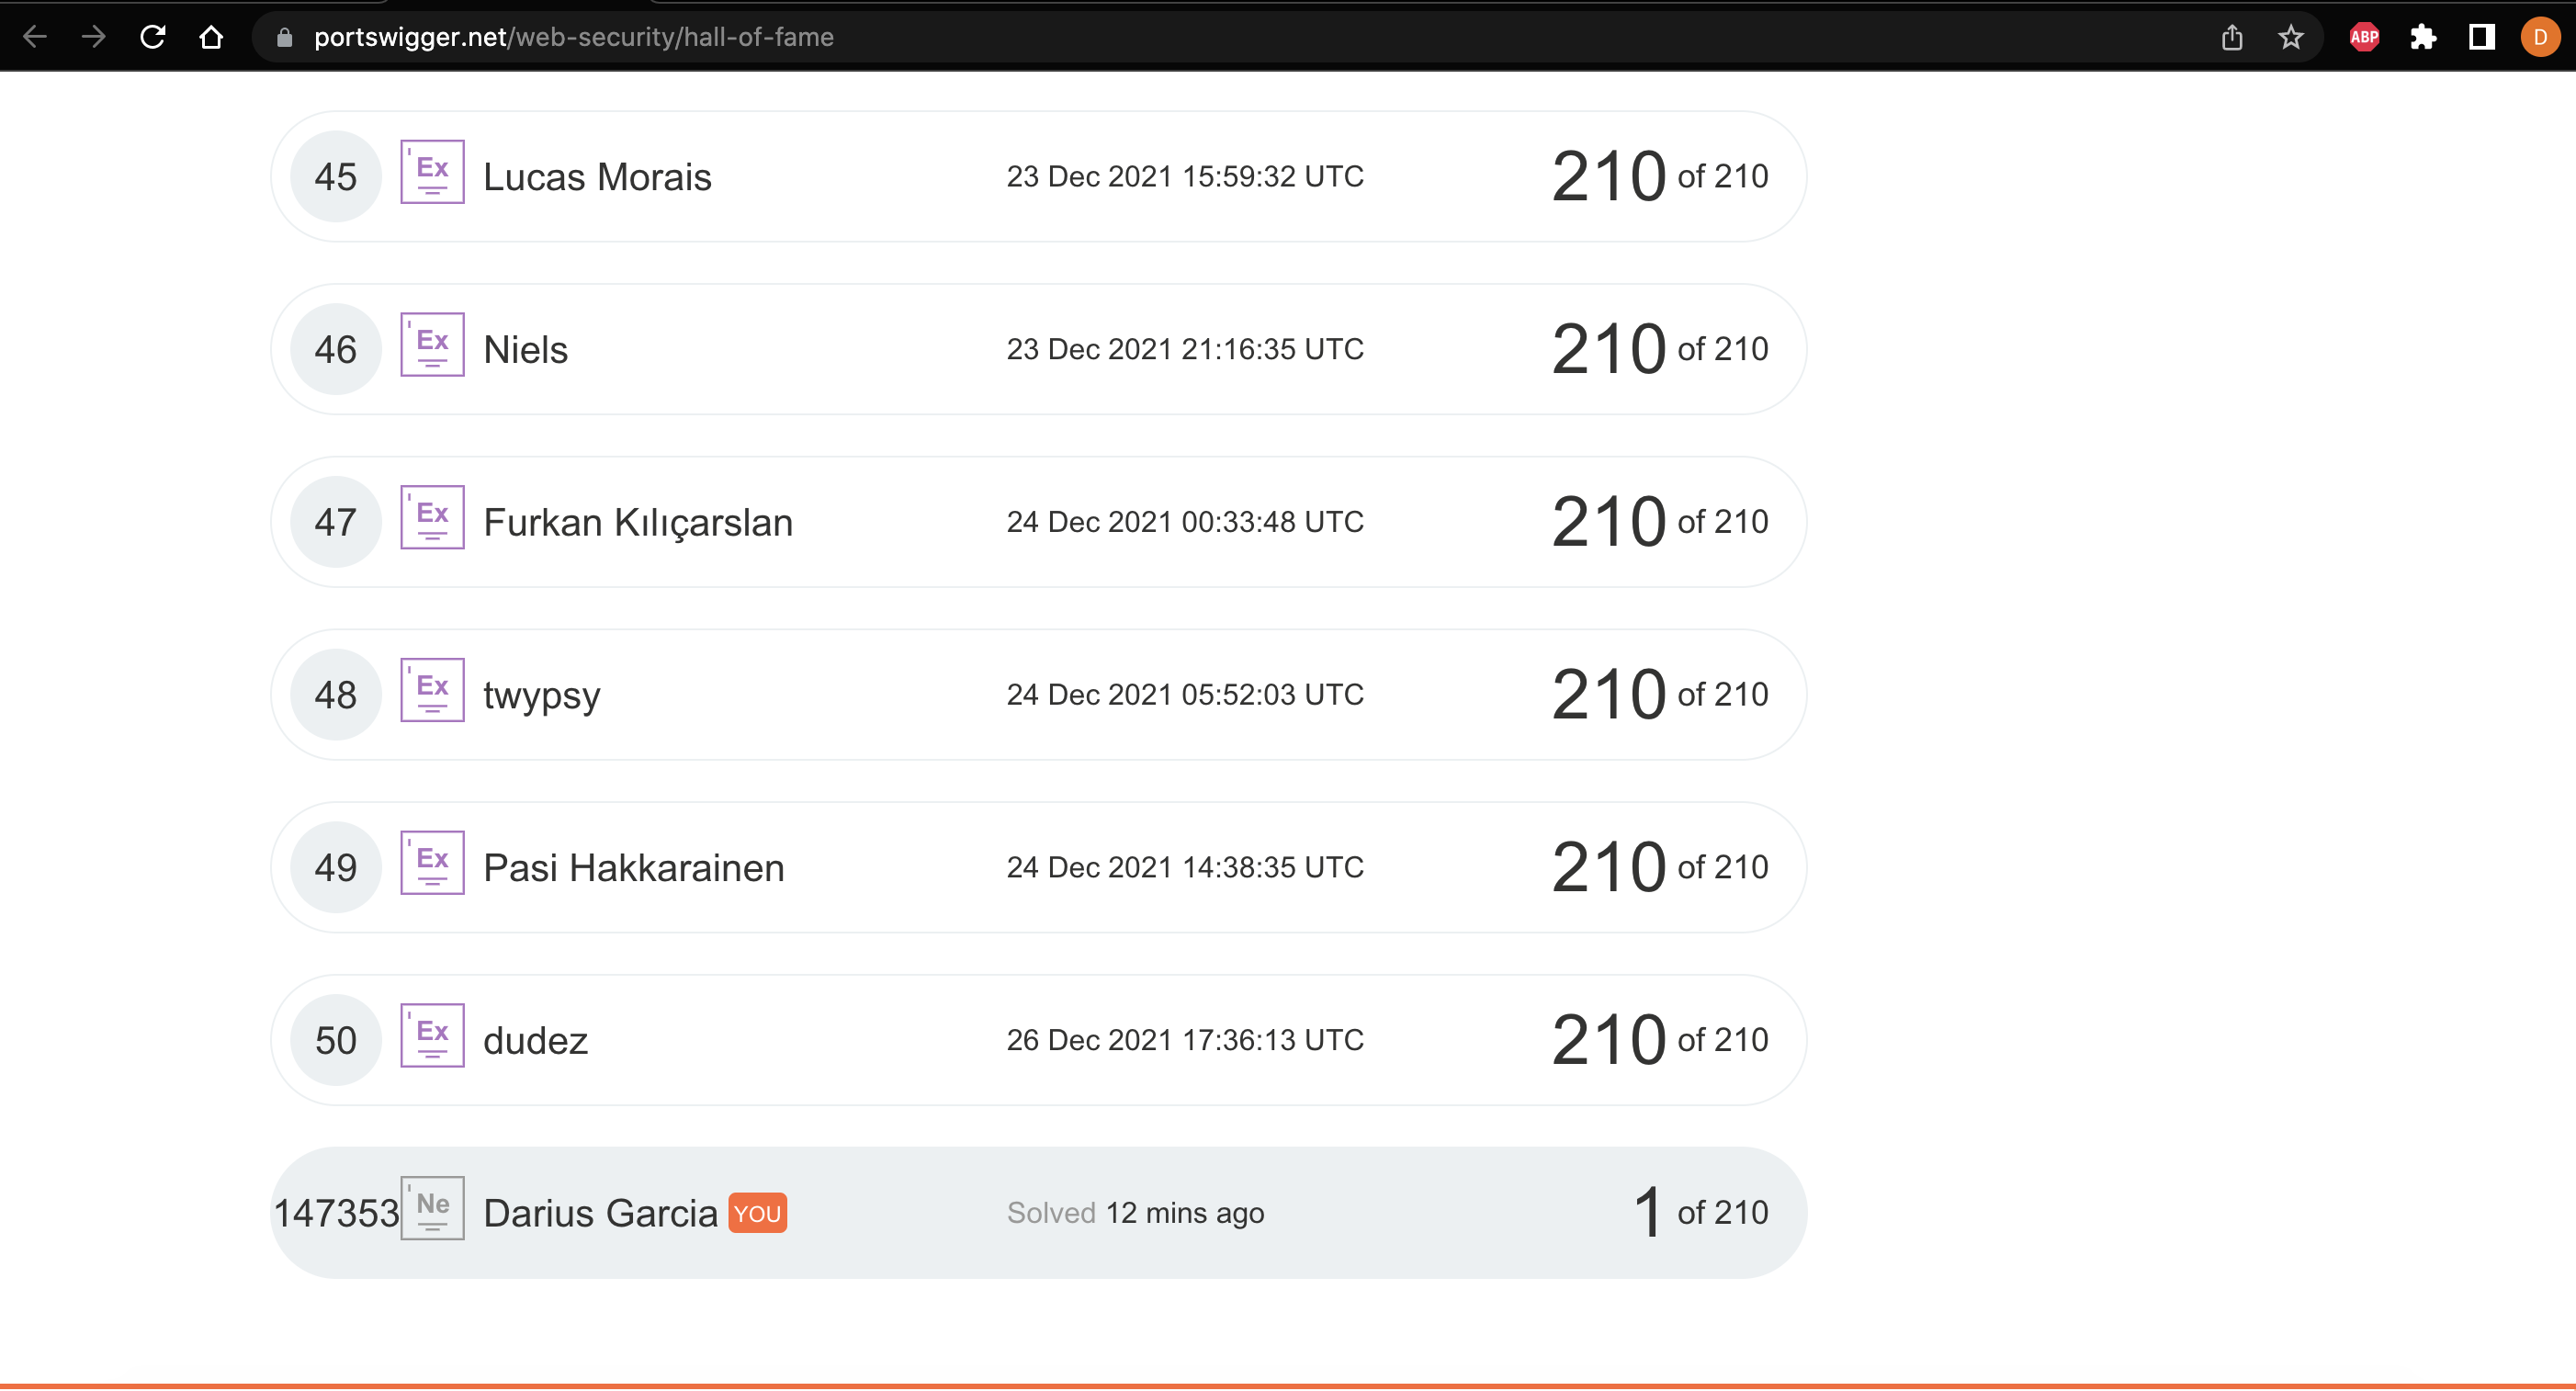 portswigger.net/web-security/hall-of-fame ABP D
45 Ex Lucas Morais 23 Dec 2021 15:59:32 UTC 210 of 210
46 Ex Niels 23 Dec 2021 21:16:35 UTC 210 of 210
47 Ex Furkan Kılıçarslan 24 Dec 2021 00:33:48 UTC 210 of 210
48 Ex twypsy 24 Dec 2021 05:52:03 UTC 210 of 210
49 Ex Pasi Hakkarainen 24 Dec 2021 14:38:35 UTC 210 of 210
50 Ex dudez 26 Dec 2021 17:36:13 UTC 210 of 210
147353 Ne Darius Garcia YOU Solved 12 mins ago 1 of 210